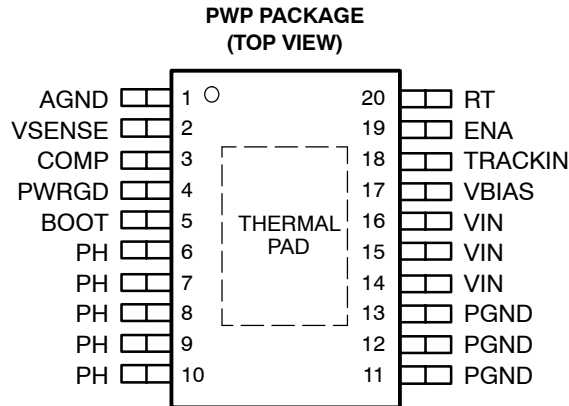 PWP PACKAGE
(TOP VIEW)
AGND 1 20 RT
VSENSE 2 19 ENA
COMP 3 18 TRACKIN
PWRGD 4 17 VBIAS
BOOT 5 16 VIN
PH 6 15 VIN
PH 7 14 VIN
PH 8 13 PGND
PH 9 12 PGND
PH 10 11 PGND
THERMAL
PAD